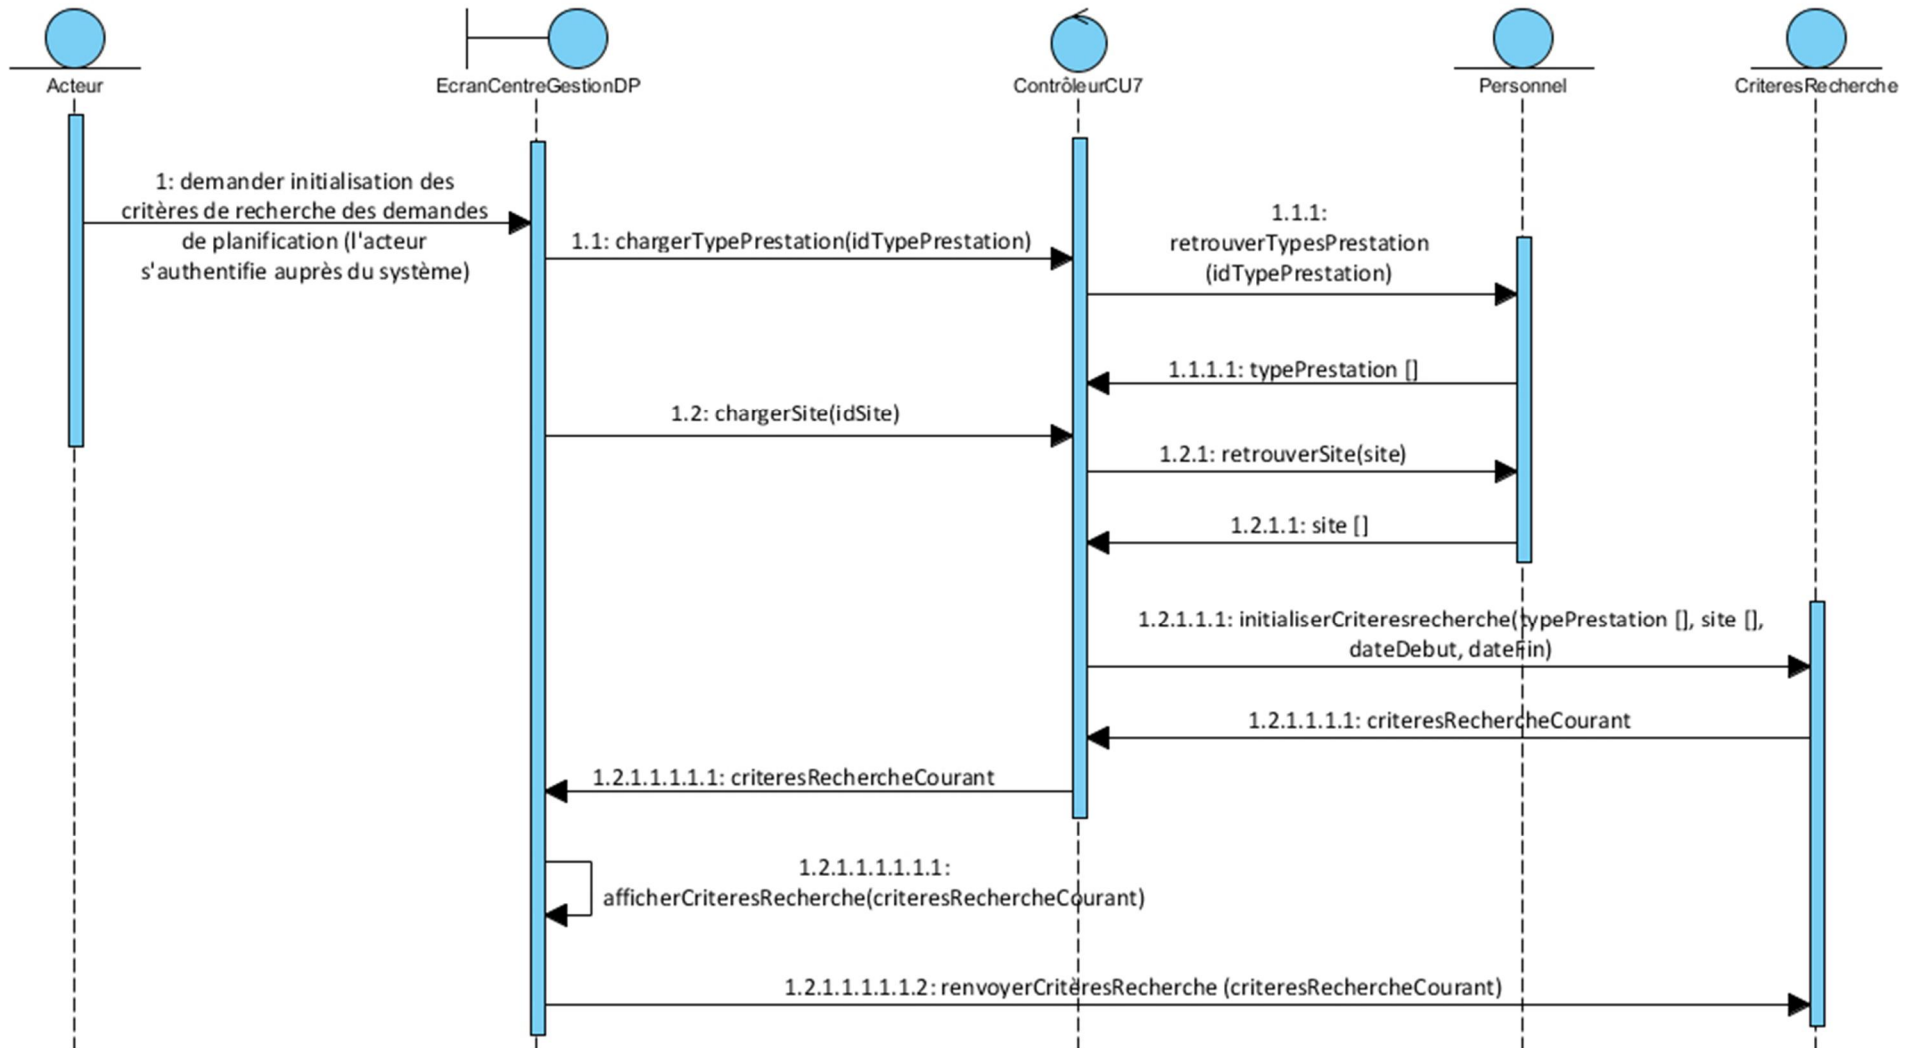 Acteur
EcranCentreGestionDP
ContrôleurCU7
Personnel
CriteresRecherche
1: demander initialisation des
critères de recherche des demandes
de planification (l'acteur
s'authentifie auprès du système)
1.1: chargerTypePrestation(idTypePrestation)
1.1.1:
retrouverTypesPrestation
(idTypePrestation)
1.1.1.1: typePrestation []
1.2: chargerSite(idSite)
1.2.1: retrouverSite(site)
1.2.1.1: site []
1.2.1.1.1: initialiserCriteresrecherche(typePrestation [], site [],
dateDebut, dateFin)
1.2.1.1.1.1: criteresRechercheCourant
1.2.1.1.1.1.1: criteresRechercheCourant
1.2.1.1.1.1.1.1:
afficherCriteresRecherche(criteresRechercheCourant)
1.2.1.1.1.1.1.2: renvoyerCritèresRecherche (criteresRechercheCourant)